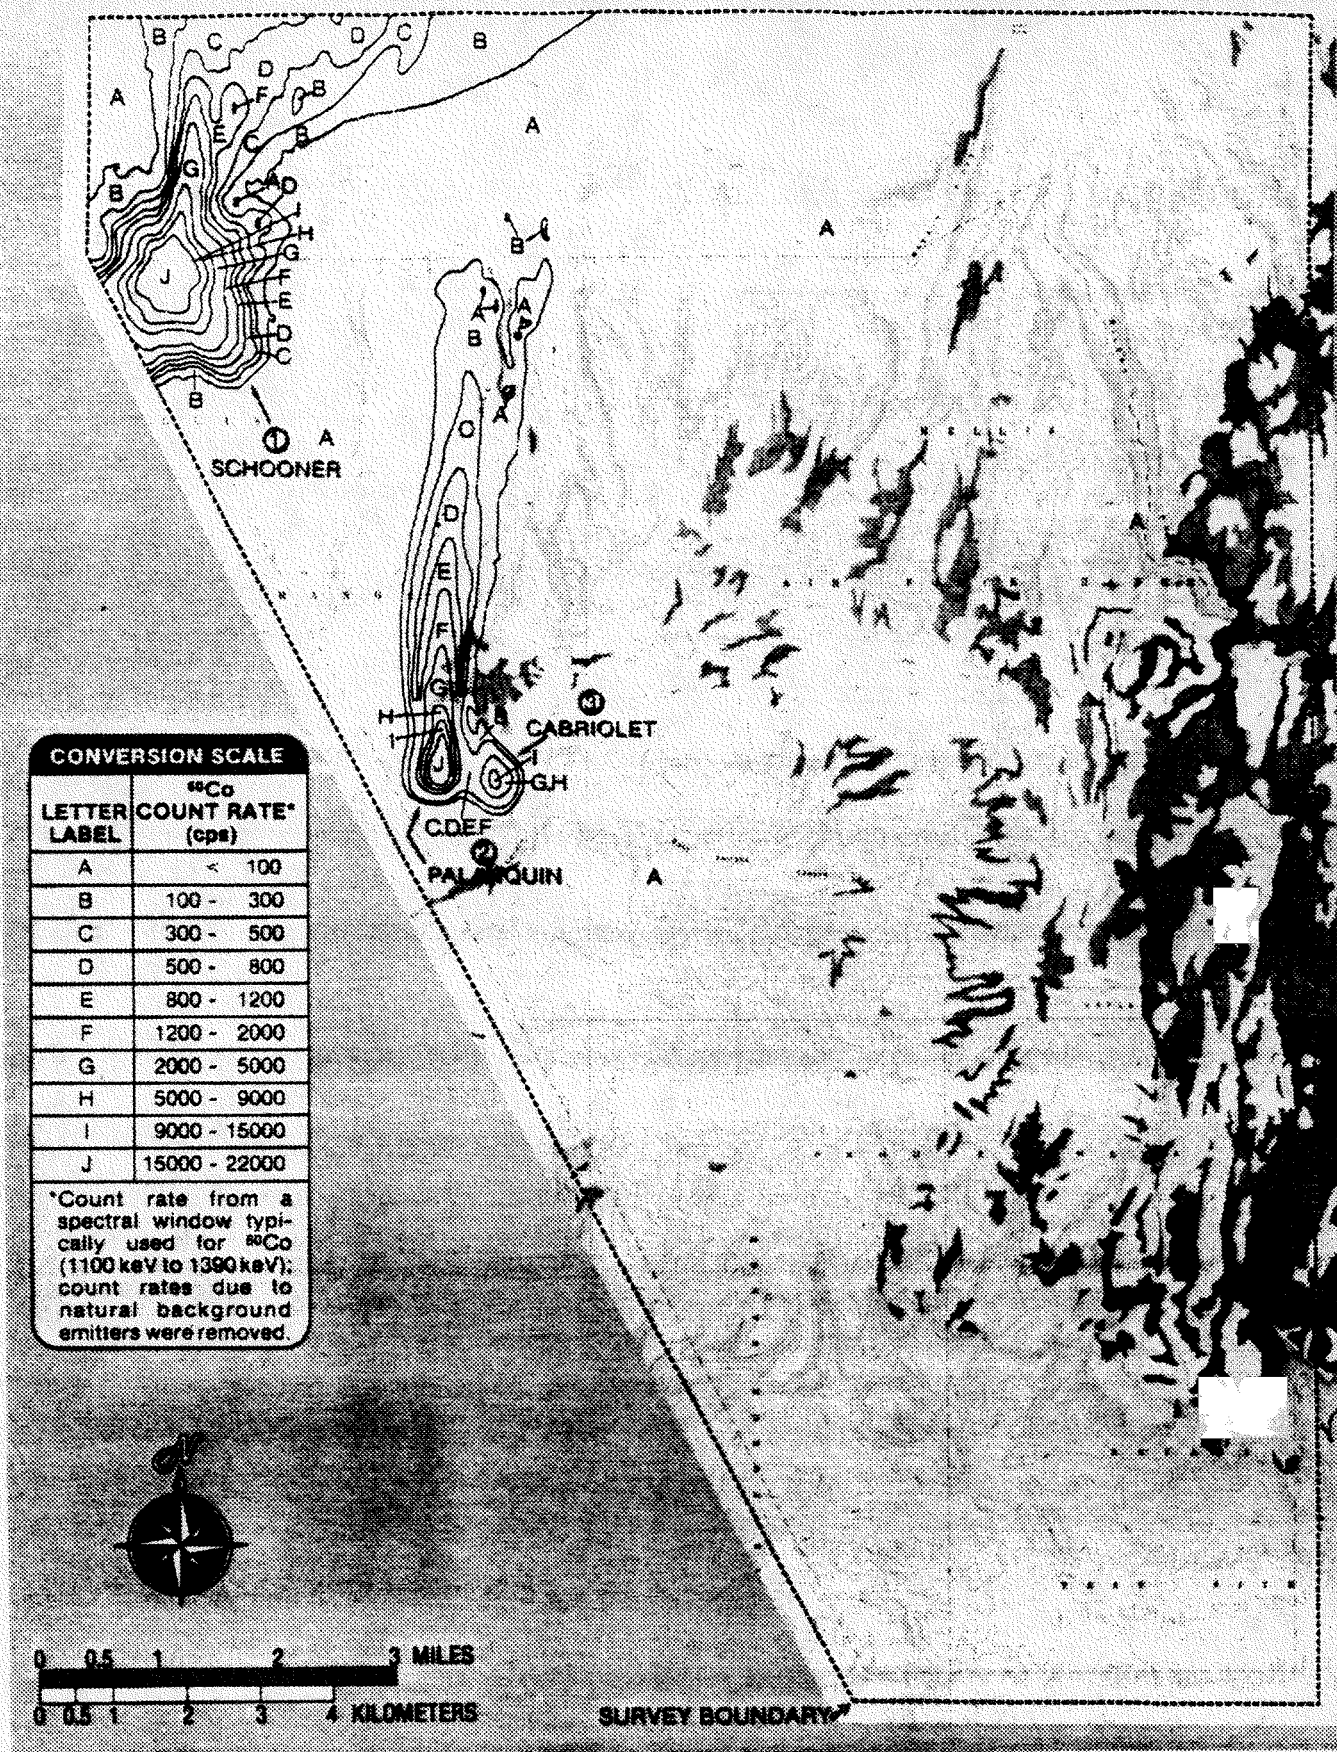 B
C
D
C
B
A
D
F
B
E
C
B
A
G
B
A
D
I
H
G
A
B
J
F
E
A
A
D
B
C
B
A
1
A
SCHOONER
C
D
A
E
R A N G
F
A
G
3
H
CABRIOLET
I
J
I
G,H
C,D,E,F
2
PALANQUIN
A
CONVERSION SCALE
LETTER LABEL
⁶⁰Co COUNT RATE* (cps)
A < 100
B 100 - 300
C 300 - 500
D 500 - 800
E 800 - 1200
F 1200 - 2000
G 2000 - 5000
H 5000 - 9000
I 9000 - 15000
J 15000 - 22000
*Count rate from a
spectral window typi-
cally used for ⁶⁰Co
(1100 keV to 1390 keV);
count rates due to
natural background
emitters were removed.
N
0 0.5 1 2 3 MILES
0 0.5 1 2 3 4 KILOMETERS
SURVEY BOUNDARY